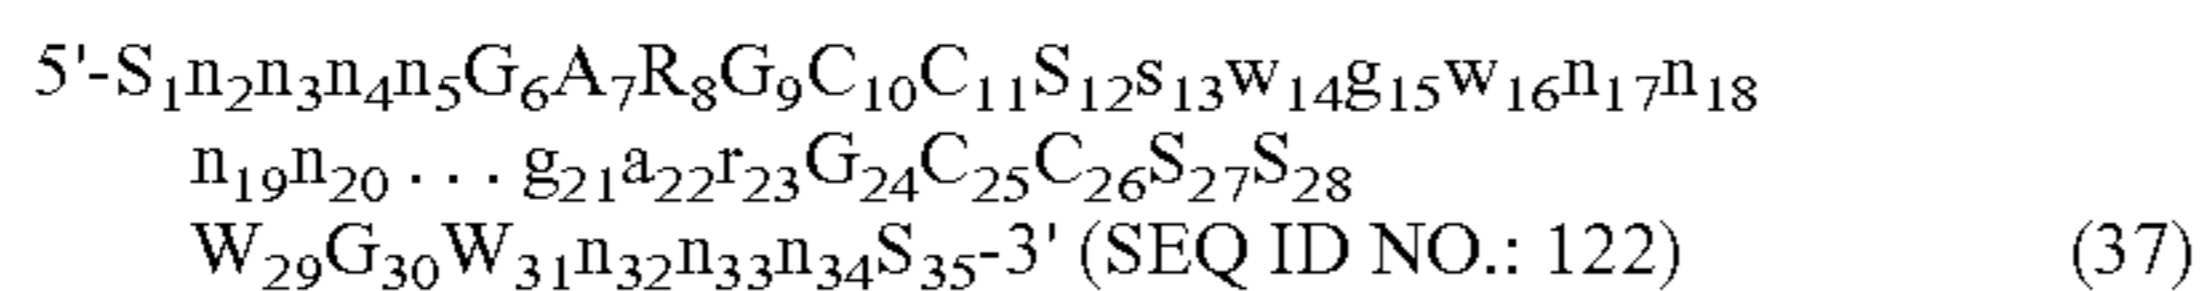 5'-S₁n₂n₃n₄n₅G₆A₇R₈G₉C₁₀C₁₁S₁₂s₁₃w₁₄g₁₅w₁₆n₁₇n₁₈
n₁₉n₂₀ . . . g₂₁a₂₂r₂₃G₂₄C₂₅C₂₆S₂₇S₂₈
W₂₉G₃₀W₃₁n₃₂n₃₃n₃₄S₃₅-3' (SEQ ID NO.: 122) (37)